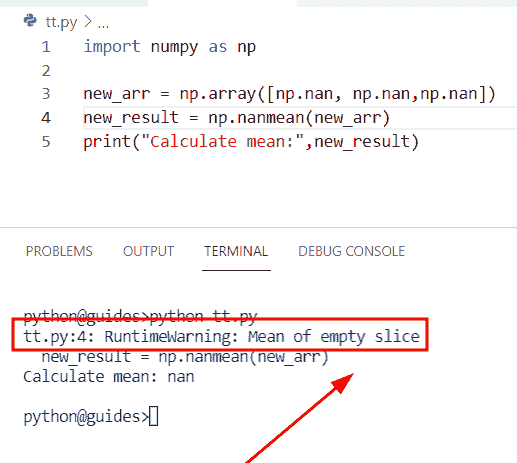 tt.py > ...
1 import numpy as np
2
3 new_arr = np.array([np.nan, np.nan,np.nan])
4 new_result = np.nanmean(new_arr)
5 print("Calculate mean:",new_result)
PROBLEMS OUTPUT TERMINAL DEBUG CONSOLE
python@guides>python tt.py
tt.py:4: RuntimeWarning: Mean of empty slice
new_result = np.nanmean(new_arr)
Calculate mean: nan
python@guides>